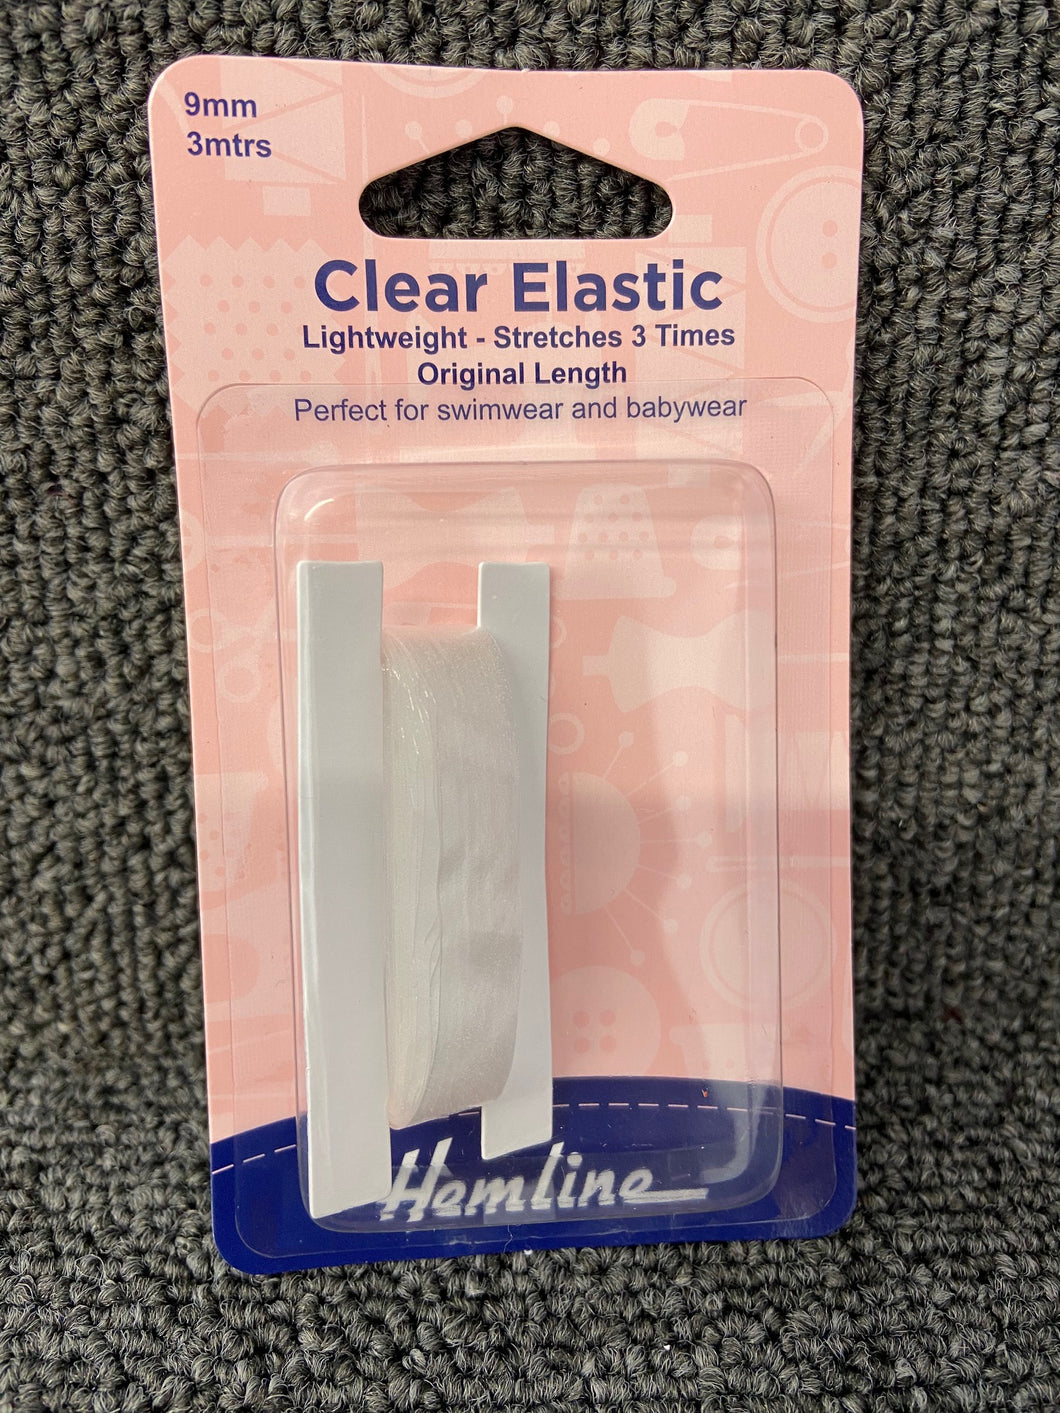 9mm
3mtrs
Clear Elastic
Lightweight - Stretches 3 Times
Original Length
Perfect for swimwear and babywear
Hemline